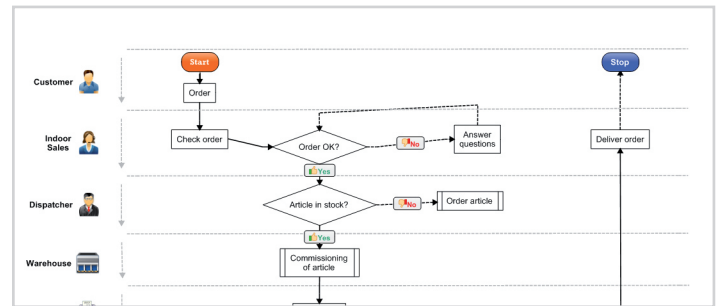 Start
Stop
Customer
Order
Indoor
Sales
Check order
Order OK?
No
Answer
questions
Deliver order
Yes
Dispatcher
Article in stock?
No
Order article
Yes
Warehouse
Commissioning
of article